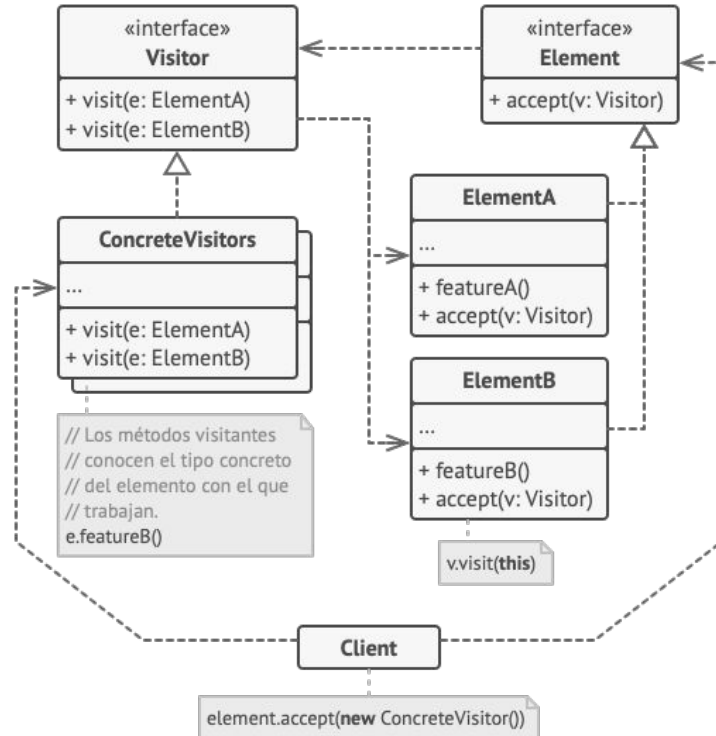 «interface»
Visitor
+ visit(e: ElementA)
+ visit(e: ElementB)
«interface»
Element
+ accept(v: Visitor)
ConcreteVisitors
...
+ visit(e: ElementA)
+ visit(e: ElementB)
// Los métodos visitantes
// conocen el tipo concreto
// del elemento con el que
// trabajan.
e.featureB()
ElementA
...
+ featureA()
+ accept(v: Visitor)
ElementB
...
+ featureB()
+ accept(v: Visitor)
v.visit(this)
Client
element.accept(new ConcreteVisitor())